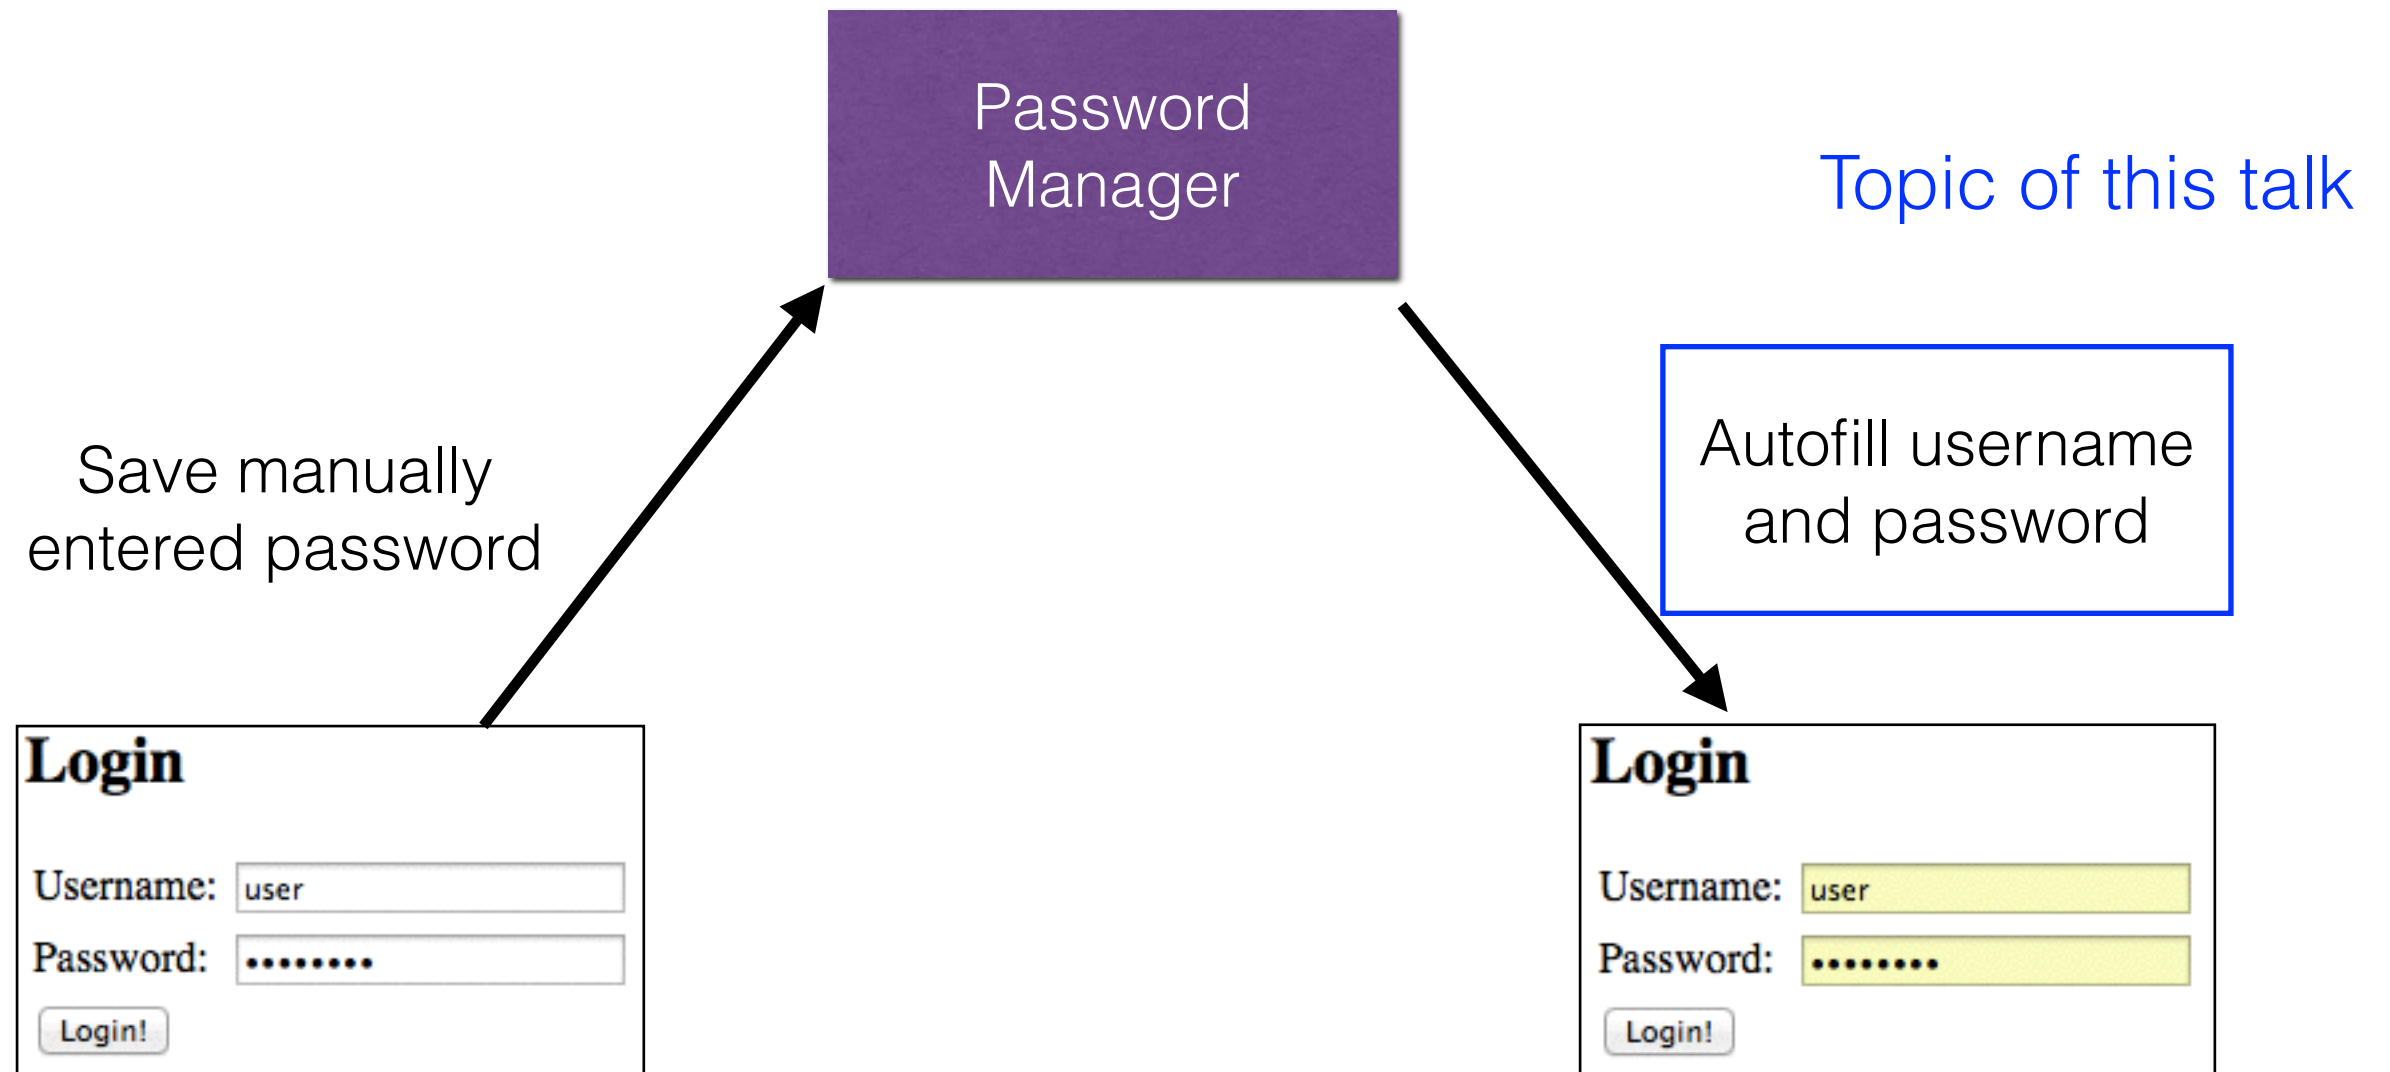 Password
Manager
Topic of this talk
Save manually
entered password
Autofill username
and password
Login
Username: user
Password: ••••••••
Login!
Login
Username: user
Password: ••••••••
Login!